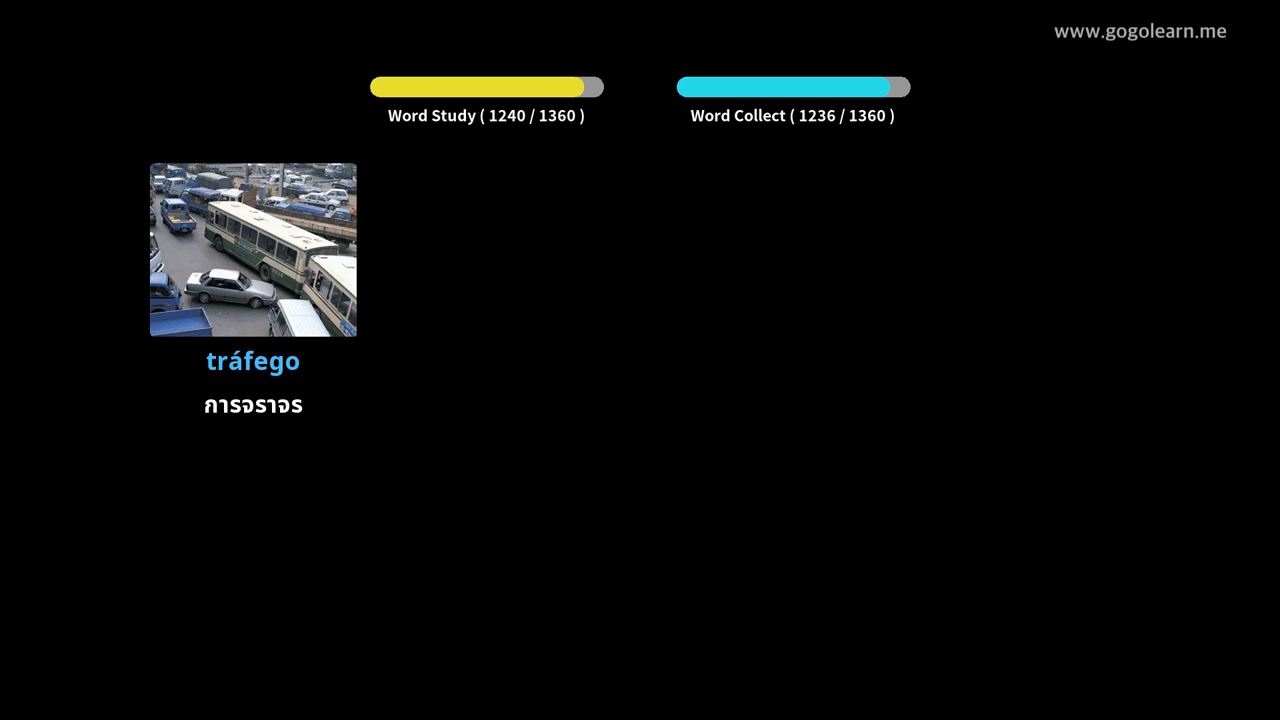 www.gogolearn.me
Word Study ( 1240 / 1360 )
Word Collect ( 1236 / 1360 )
tráfego
การจราจร